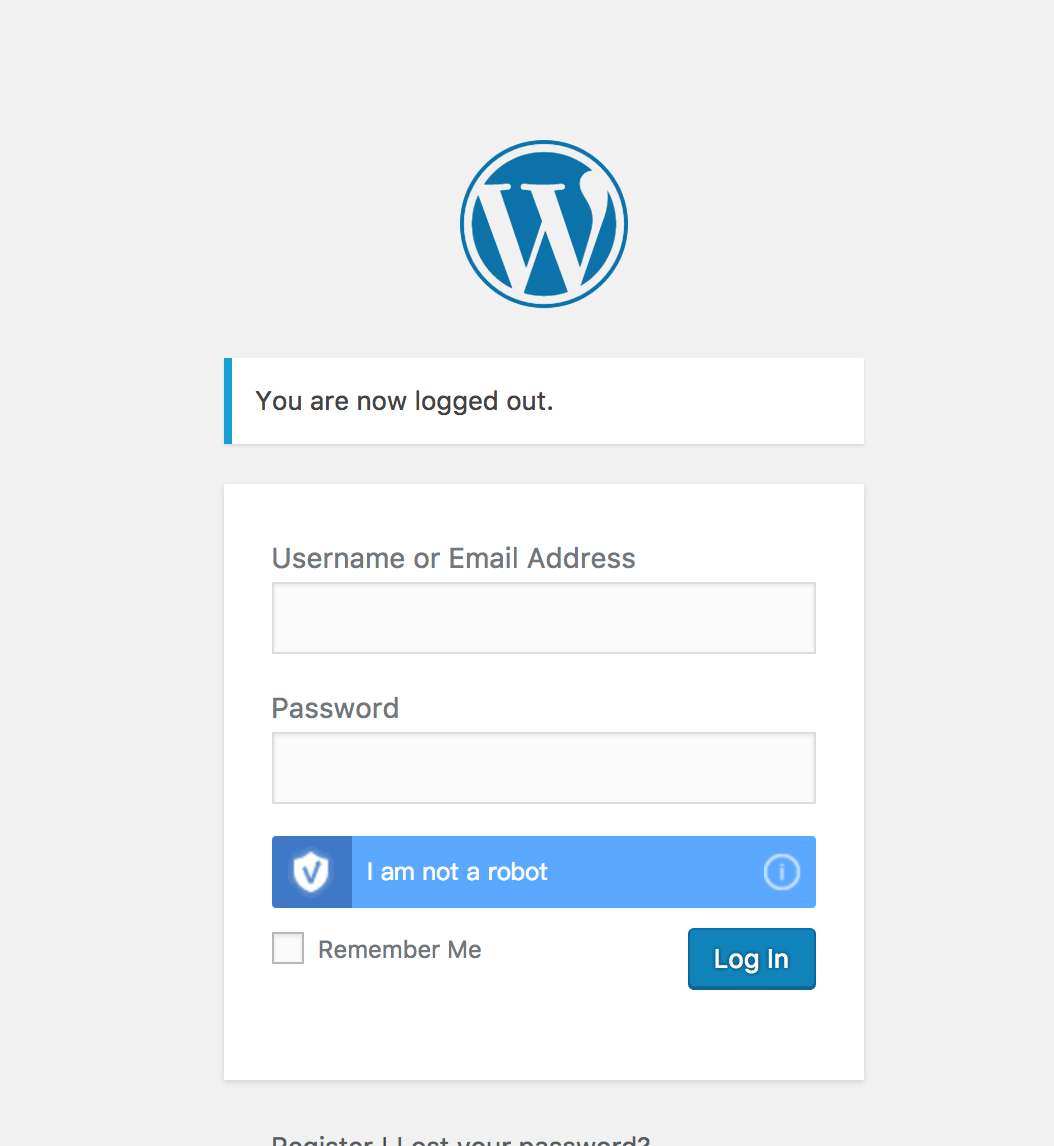 You are now logged out.
Username or Email Address
Password
I am not a robot
Remember Me
Log In
Register | Lost your password?